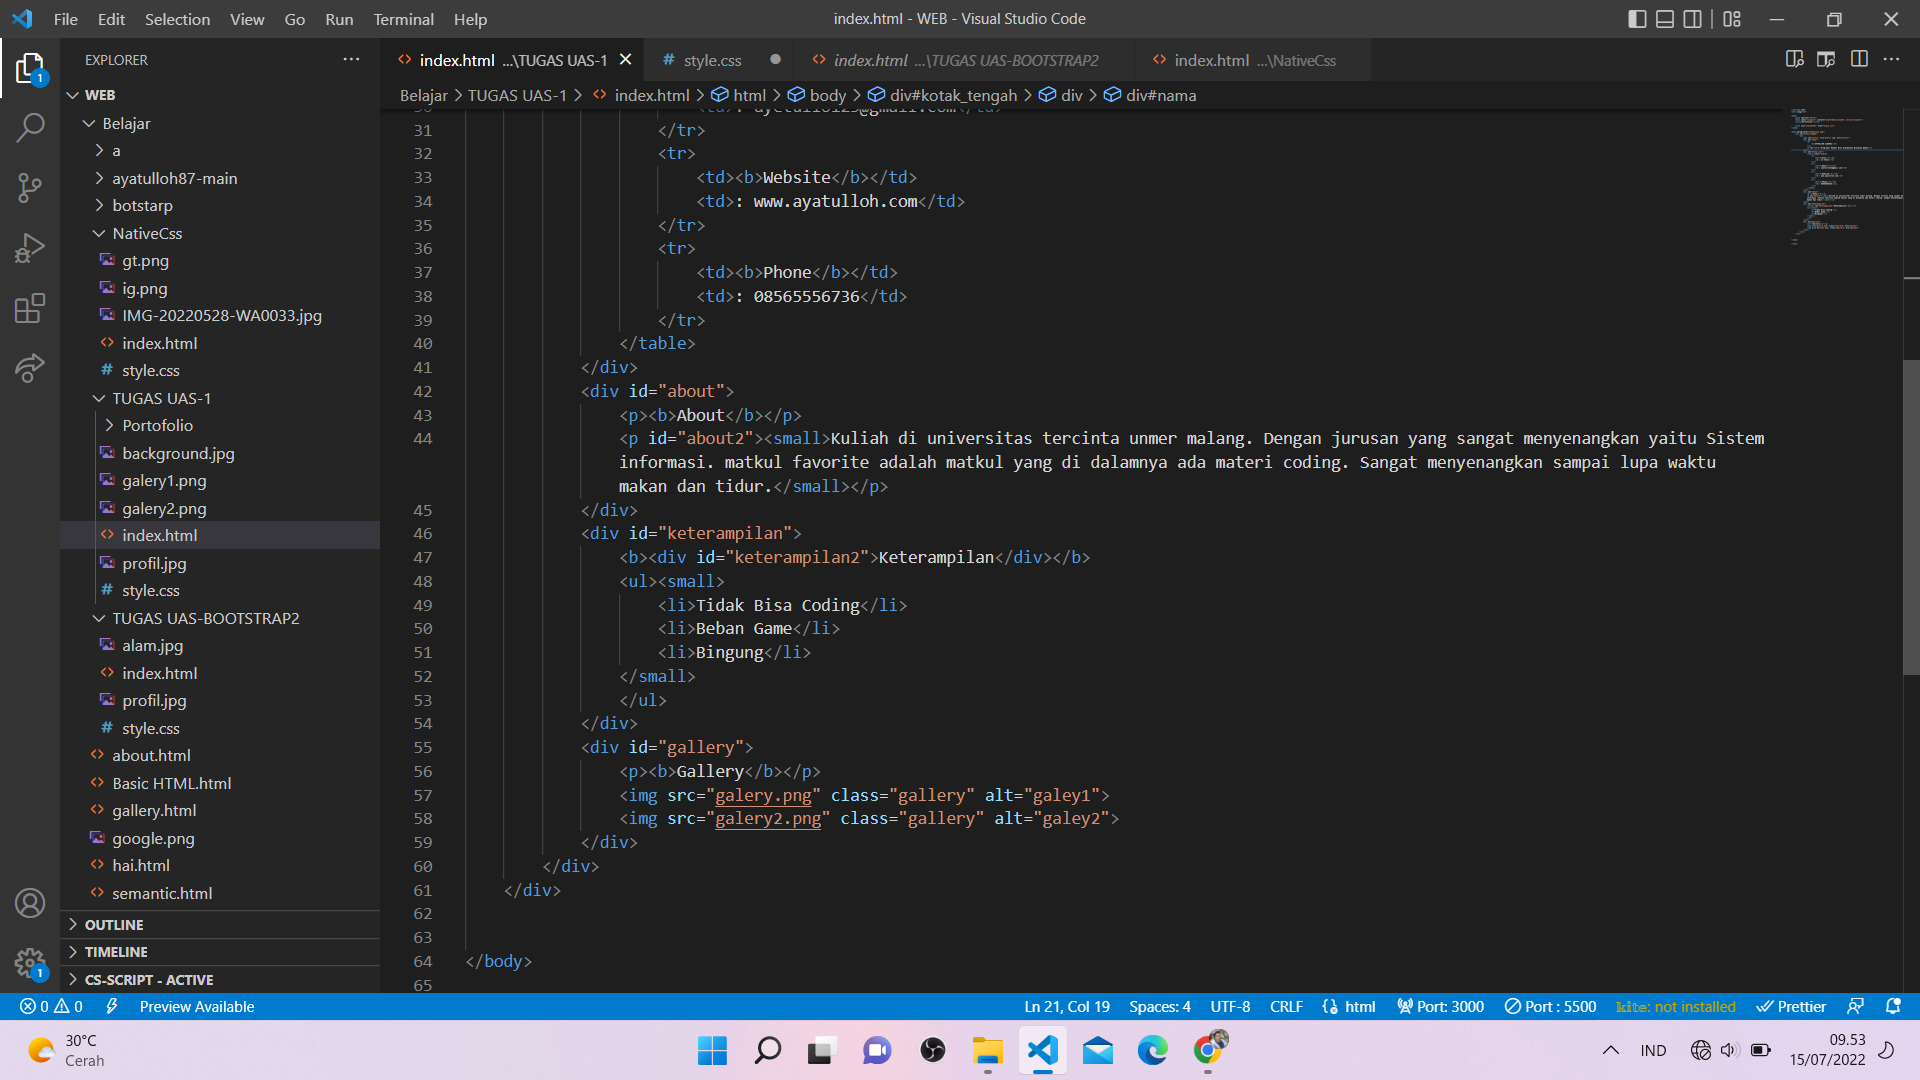 File Edit Selection View Go Run Terminal Help
index.html - WEB - Visual Studio Code
EXPLORER
index.html ...\TUGAS UAS-1
style.css
index.html ...\TUGAS UAS-BOOTSTRAP2
index.html ...\NativeCss
Belajar > TUGAS UAS-1 > index.html > html > body > div#kotak_tengah > div > div#nama
WEB
Belajar
a
ayatulloh87-main
botstarp
NativeCss
gt.png
ig.png
IMG-20220528-WA0033.jpg
index.html
style.css
TUGAS UAS-1
Portofolio
background.jpg
galery1.png
galery2.png
index.html
profil.jpg
style.css
TUGAS UAS-BOOTSTRAP2
alam.jpg
index.html
profil.jpg
style.css
about.html
Basic HTML.html
gallery.html
google.png
hai.html
semantic.html
OUTLINE
TIMELINE
CS-SCRIPT - ACTIVE
31 </tr>
32 <tr>
33 <td><b>Website</b></td>
34 <td>: www.ayatulloh.com</td>
35 </tr>
36 <tr>
37 <td><b>Phone</b></td>
38 <td>: 08565556736</td>
39 </tr>
40 </table>
41 </div>
42 <div id="about">
43 <p><b>About</b></p>
44 <p id="about2"><small>Kuliah di universitas tercinta unmer malang. Dengan jurusan yang sangat menyenangkan yaitu Sistem
informasi. matkul favorite adalah matkul yang di dalamnya ada materi coding. Sangat menyenangkan sampai lupa waktu
makan dan tidur.</small></p>
45 </div>
46 <div id="keterampilan">
47 <b><div id="keterampilan2">Keterampilan</div></b>
48 <ul><small>
49 <li>Tidak Bisa Coding</li>
50 <li>Beban Game</li>
51 <li>Bingung</li>
52 </small>
53 </ul>
54 </div>
55 <div id="gallery">
56 <p><b>Gallery</b></p>
57 <img src="galery.png" class="gallery" alt="galey1">
58 <img src="galery2.png" class="gallery" alt="galey2">
59 </div>
60 </div>
61 </div>
62
63
64 </body>
65
0 0 Preview Available
Ln 21, Col 19 Spaces: 4 UTF-8 CRLF html Port: 3000 Port : 5500 kite: not installed Prettier
30°C
Cerah
IND
09.53
15/07/2022